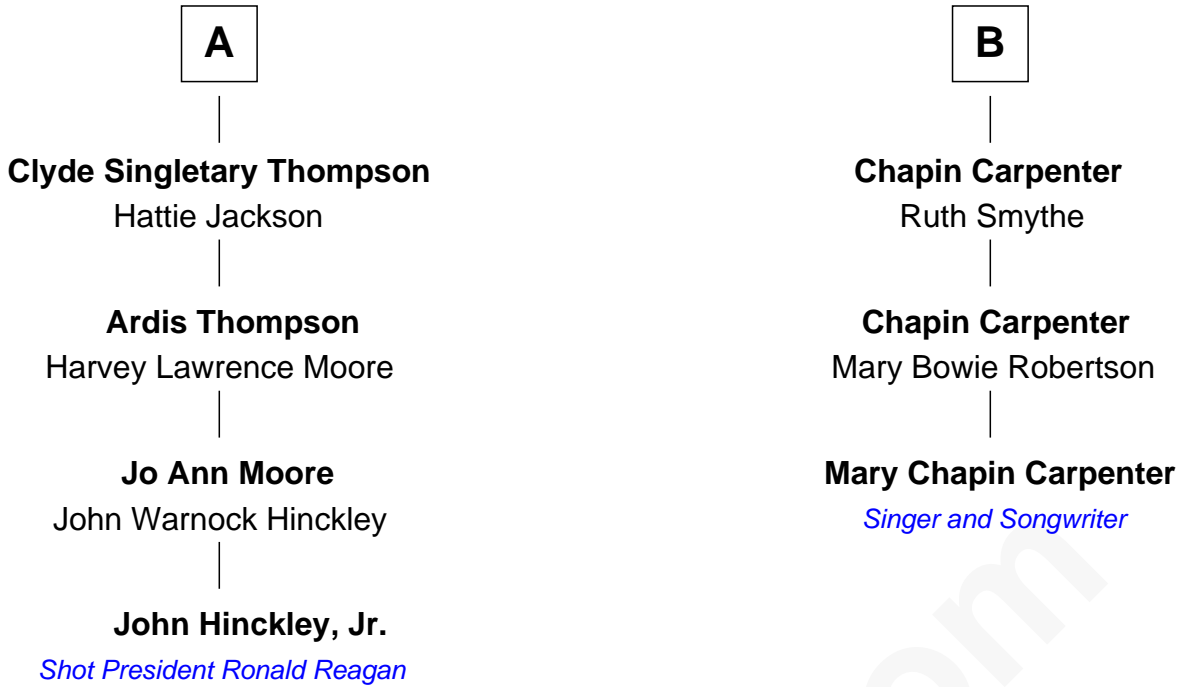 A
Clyde Singletary Thompson
Hattie Jackson
Ardis Thompson
Harvey Lawrence Moore
Jo Ann Moore
John Warnock Hinckley
John Hinckley, Jr.
Shot President Ronald Reagan
B
Chapin Carpenter
Ruth Smythe
Chapin Carpenter
Mary Bowie Robertson
Mary Chapin Carpenter
Singer and Songwriter
om